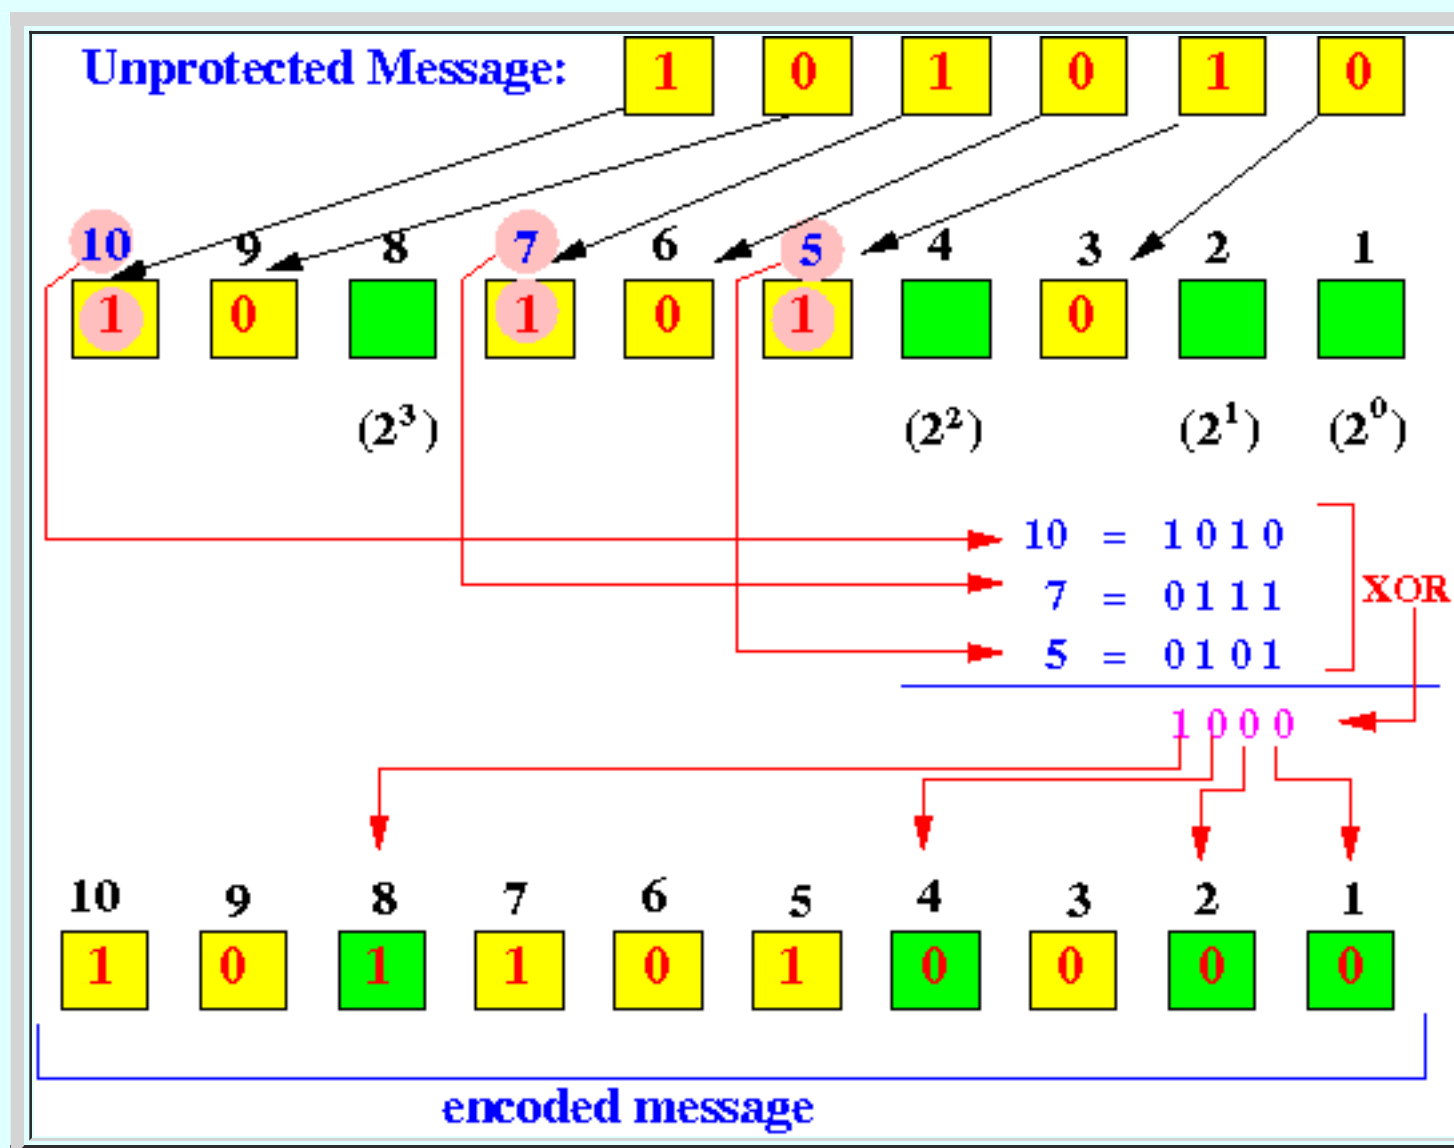 Unprotected Message: 1 0 1 0 1 0
10 9 8 7 6 5 4 3 2 1
1 0 1 0 1 0
(2³) (2²) (2¹) (2⁰)
10 = 1 0 1 0
7 = 0 1 1 1
XOR
5 = 0 1 0 1
1 0 0 0
10 9 8 7 6 5 4 3 2 1
1 0 1 1 0 1 0 0 0 0
encoded message